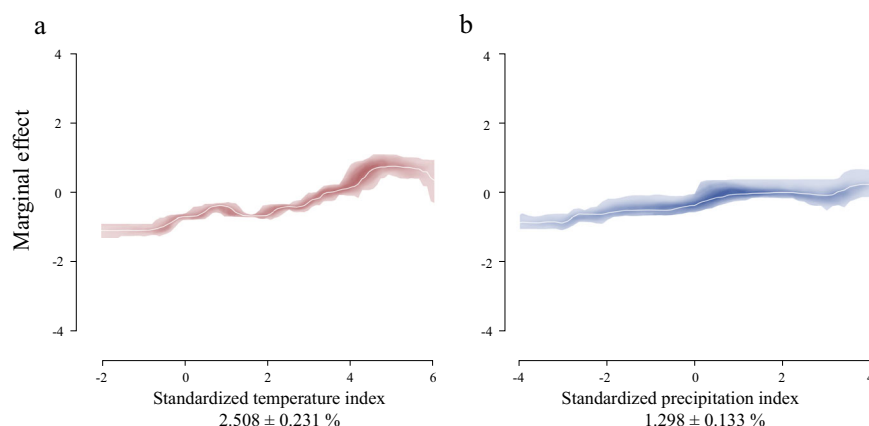 a
b
Marginal effect
4
2
0
-2
-4
4
2
0
-2
-4
-2 0 2 4 6
-4 -2 0 2 4
Standardized temperature index
2.508 ± 0.231 %
Standardized precipitation index
1.298 ± 0.133 %